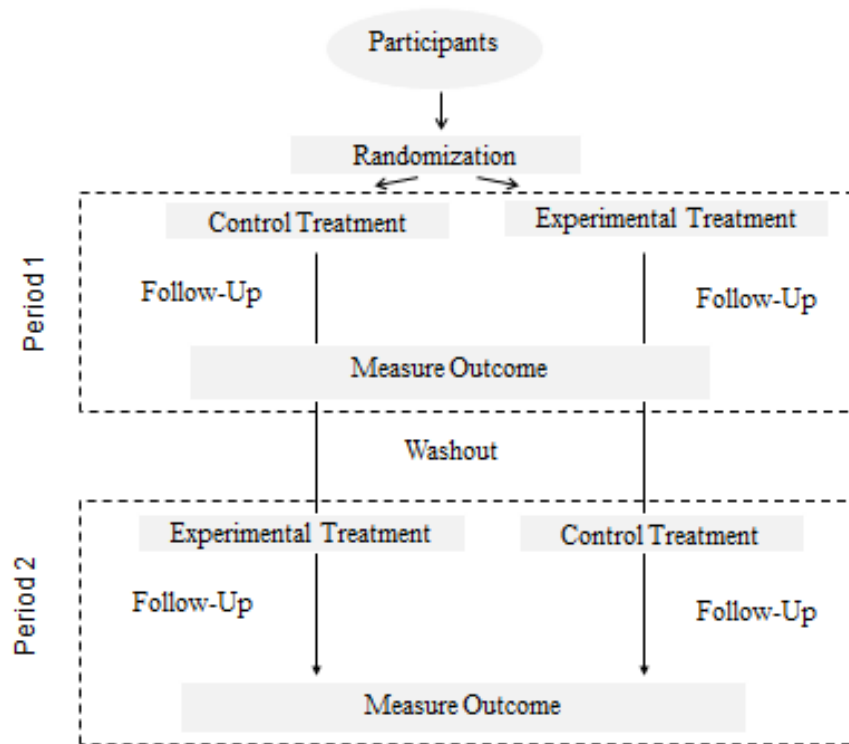 Participants
Randomization
Period 1
Control Treatment
Experimental Treatment
Follow-Up
Follow-Up
Measure Outcome
Washout
Period 2
Experimental Treatment
Control Treatment
Follow-Up
Follow-Up
Measure Outcome